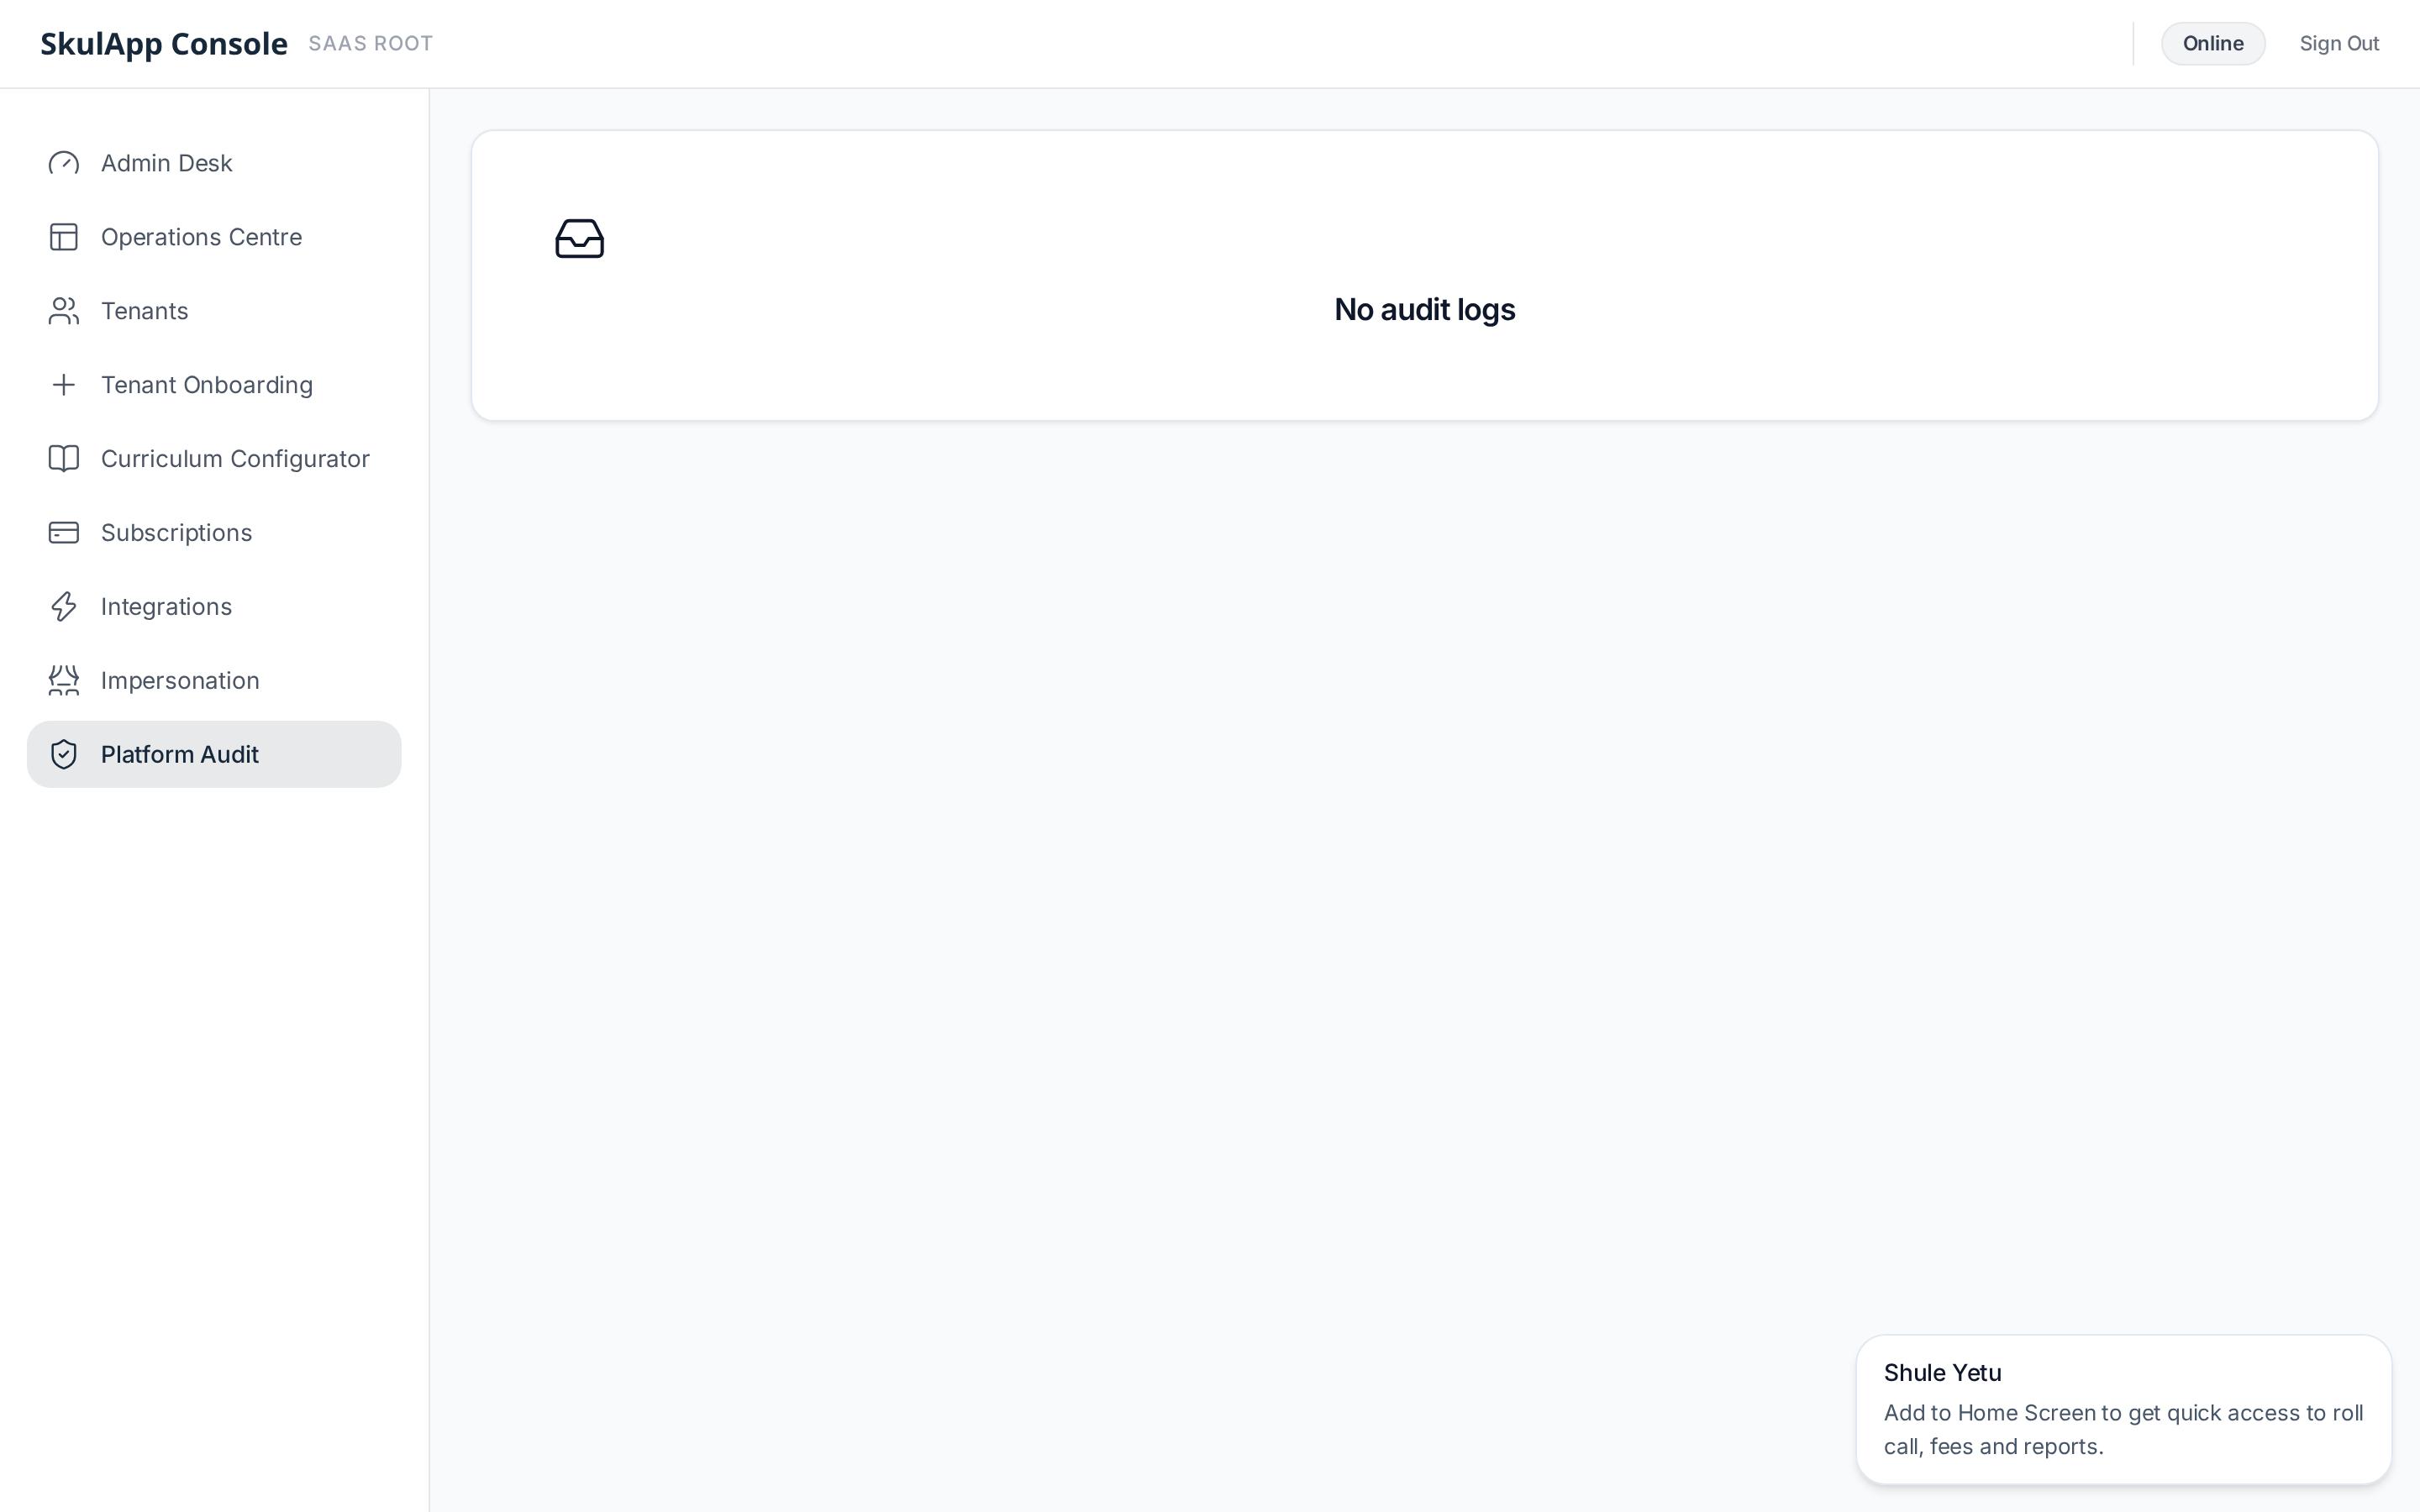 SkulApp Console SAAS ROOT
Online
Sign Out
Admin Desk
Operations Centre
Tenants
Tenant Onboarding
Curriculum Configurator
Subscriptions
Integrations
Impersonation
Platform Audit
No audit logs
Shule Yetu
Add to Home Screen to get quick access to roll
call, fees and reports.